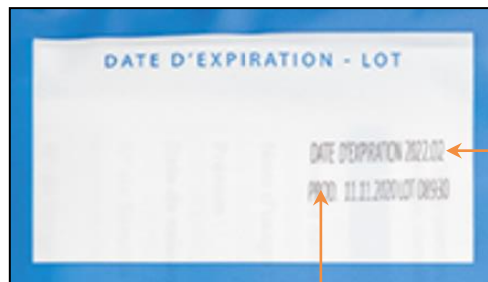 DATE D'EXPIRATION - LOT
DATE D'EXPIRATION 2022.02
PROD. 11.11.2020 LOT D8930